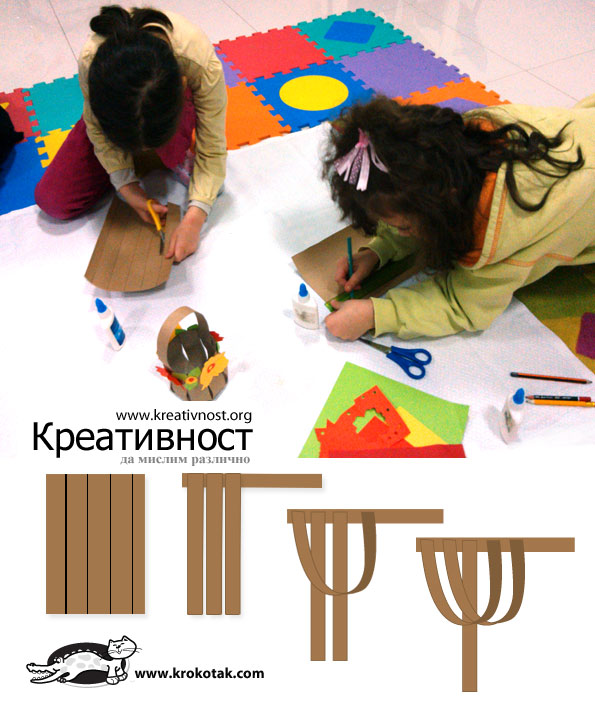 www.kreativnost.org
Креативност
да мислим различно
www.krokotak.com